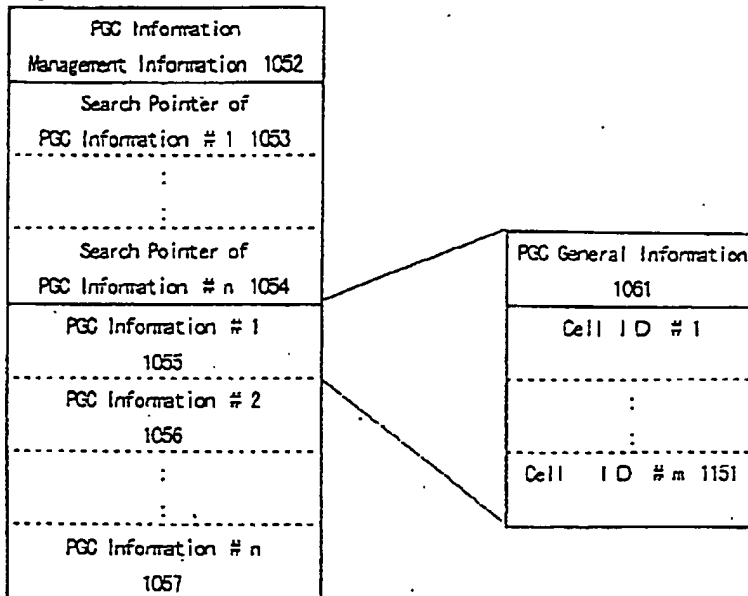 PGC Information
Management Information 1052
Search Pointer of
PGC Information # 1 1053
:
:
Search Pointer of
PGC Information # n 1054
PGC Information # 1
1055
PGC Information # 2
1056
:
:
PGC Information # n
1057
PGC General Information
1061
Cell ID # 1
:
:
Cell ID # m 1151